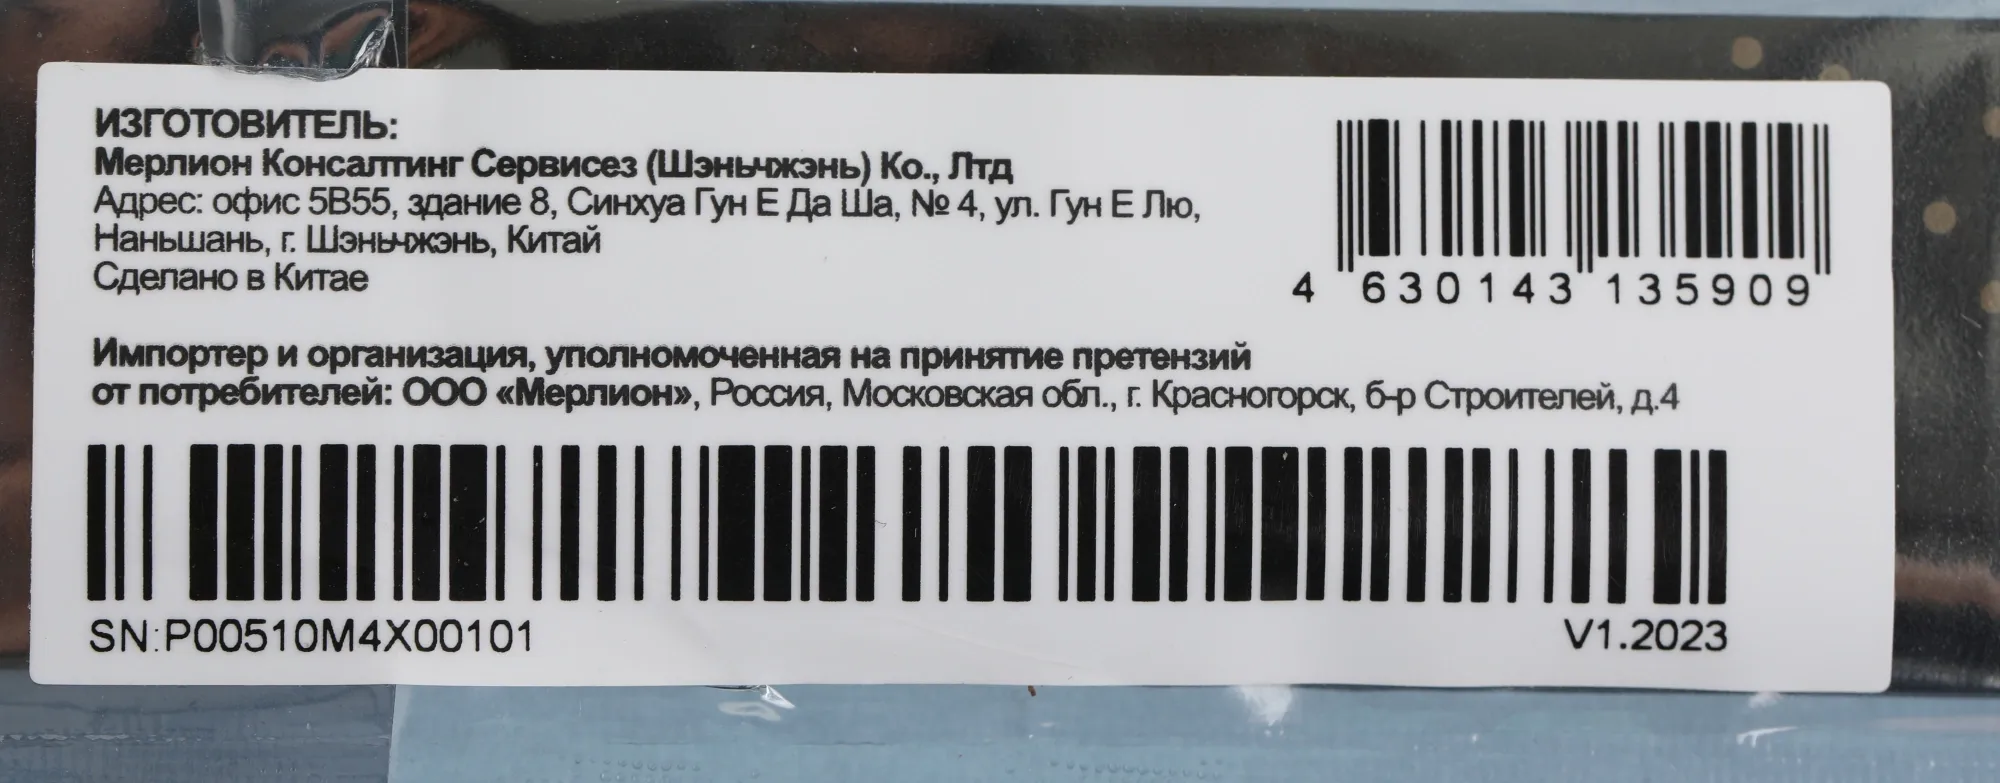 ИЗГОТОВИТЕЛЬ:
Мерлион Консалтинг Сервисез (Шэньчжэнь) Ко., Лтд
Адрес: офис 5В55, здание 8, Синхуа Гун Е Да Ша, № 4, ул. Гун Е Лю,
Наньшань, г. Шэньчжэнь, Китай
Сделано в Китае
4 630143 135909
Импортер и организация, уполномоченная на принятие претензий
от потребителей: ООО «Мерлион», Россия, Московская обл., г. Красногорск, б-р Строителей, д.4
SN:P00510M4X00101
V1.2023